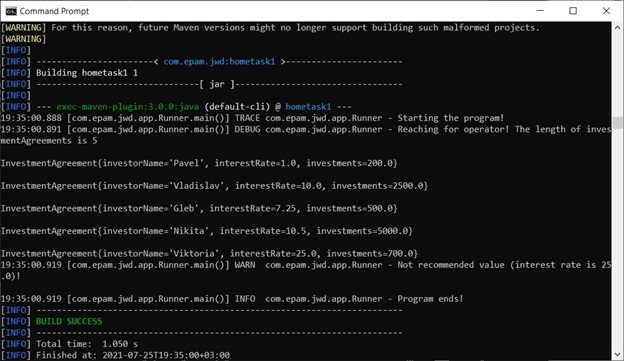 Command Prompt
[WARNING] For this reason, future Maven versions might no longer support building such malformed projects.
[WARNING]
[INFO]
[INFO] -----------------------< com.epam.jwd:hometask1 >-----------------------
[INFO] Building hometask1 1
[INFO] --------------------------------[ jar ]---------------------------------
[INFO]
[INFO] --- exec-maven-plugin:3.0.0:java (default-cli) @ hometask1 ---
19:35:00.888 [com.epam.jwd.app.Runner.main()] TRACE com.epam.jwd.app.Runner - Starting the program!
19:35:00.891 [com.epam.jwd.app.Runner.main()] DEBUG com.epam.jwd.app.Runner - Reaching for operator! The length of inves
mentAgreements is 5
InvestmentAgreement{investorName='Pavel', interestRate=1.0, investments=200.0}
InvestmentAgreement{investorName='Vladislav', interestRate=10.0, investments=2500.0}
InvestmentAgreement{investorName='Gleb', interestRate=7.25, investments=500.0}
InvestmentAgreement{investorName='Nikita', interestRate=10.5, investments=5000.0}
InvestmentAgreement{investorName='Viktoria', interestRate=25.0, investments=700.0}
19:35:00.919 [com.epam.jwd.app.Runner.main()] WARN  com.epam.jwd.app.Runner - Not recommended value (interest rate is 25
.0)!
19:35:00.919 [com.epam.jwd.app.Runner.main()] INFO  com.epam.jwd.app.Runner - Program ends!
[INFO] ------------------------------------------------------------------------
[INFO] BUILD SUCCESS
[INFO] ------------------------------------------------------------------------
[INFO] Total time:  1.050 s
[INFO] Finished at: 2021-07-25T19:35:00+03:00